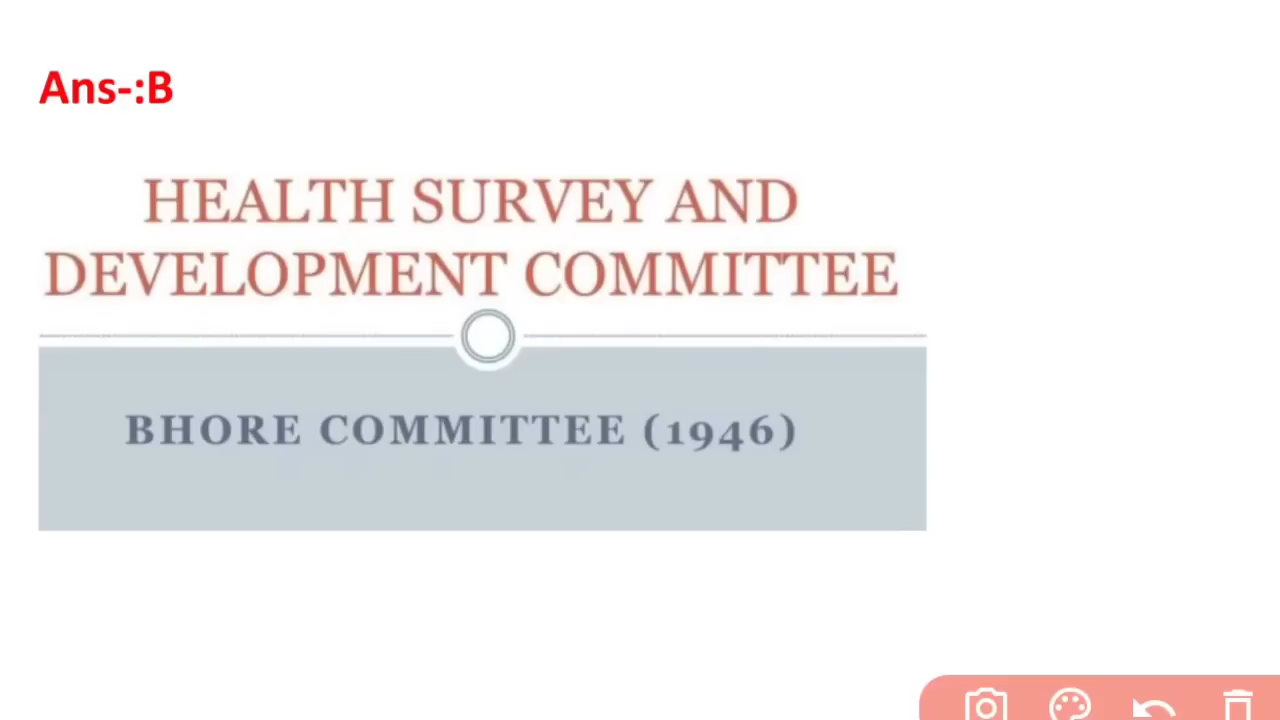 Ans-:B
HEALTH SURVEY AND
DEVELOPMENT COMMITTEE
BHORE COMMITTEE (1946)